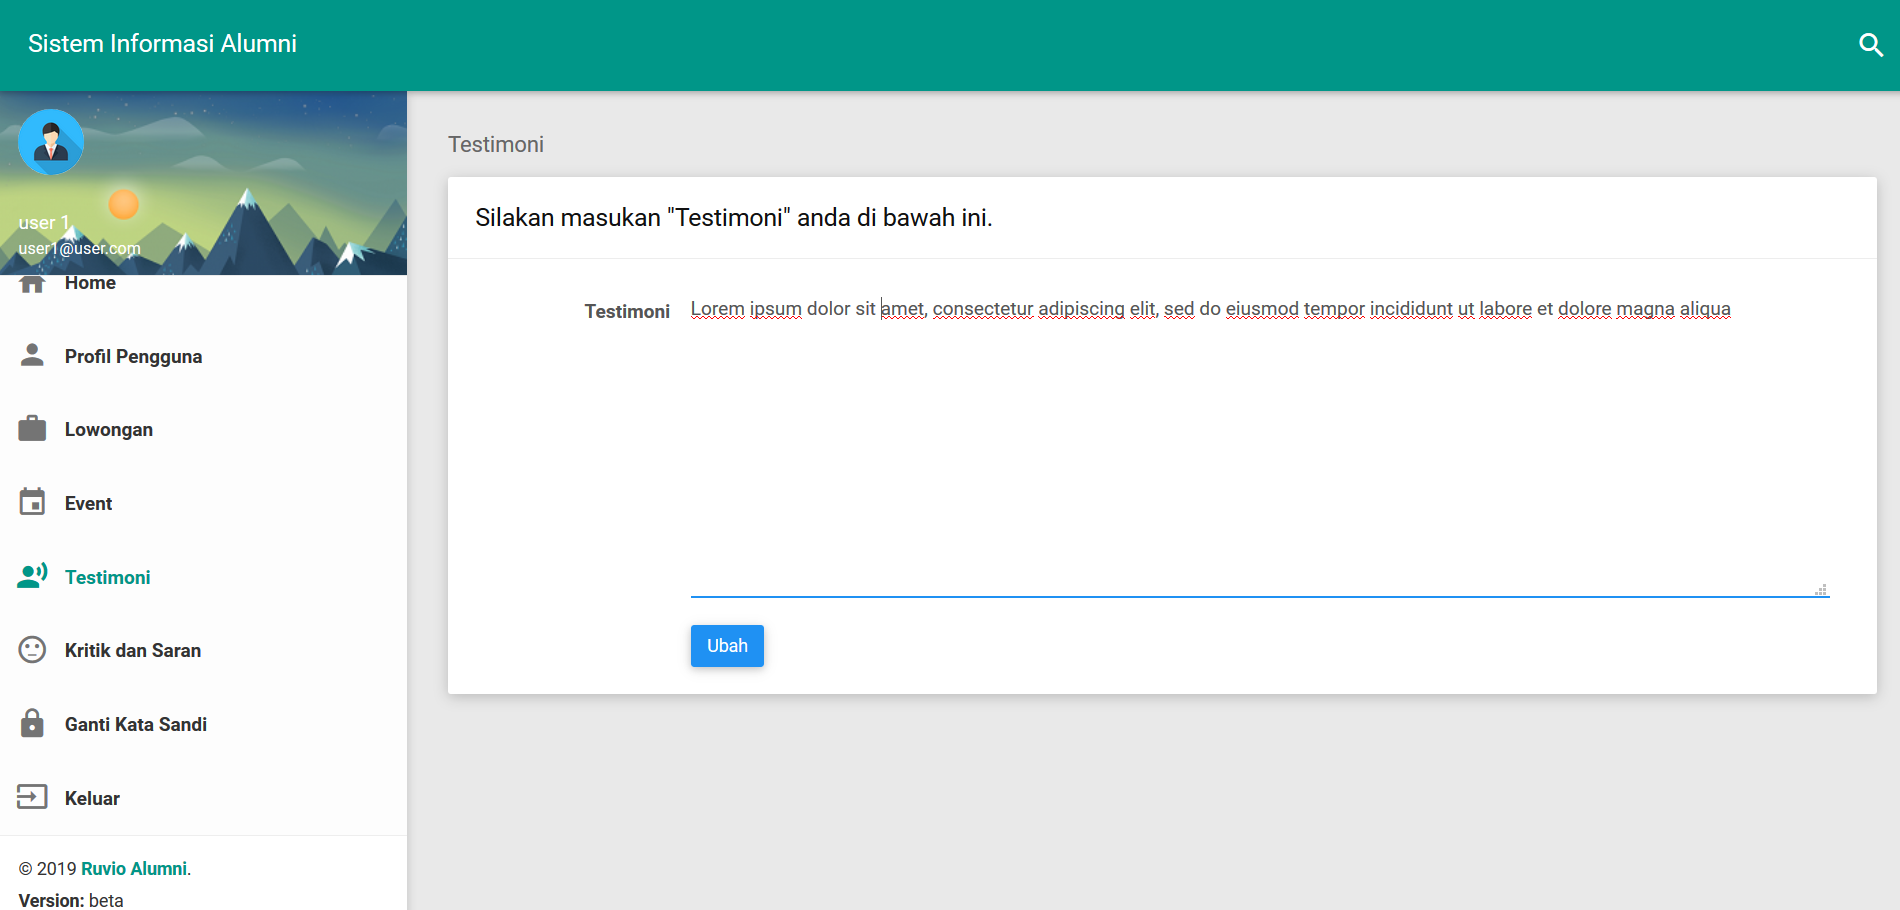 Sistem Informasi Alumni
user 1
user1@user.com
Home
Profil Pengguna
Lowongan
Event
Testimoni
Kritik dan Saran
Ganti Kata Sandi
Keluar
© 2019 Ruvio Alumni.
Version: beta
Testimoni
Silakan masukan "Testimoni" anda di bawah ini.
Testimoni Lorem ipsum dolor sit amet, consectetur adipiscing elit, sed do eiusmod tempor incididunt ut labore et dolore magna aliqua
Ubah